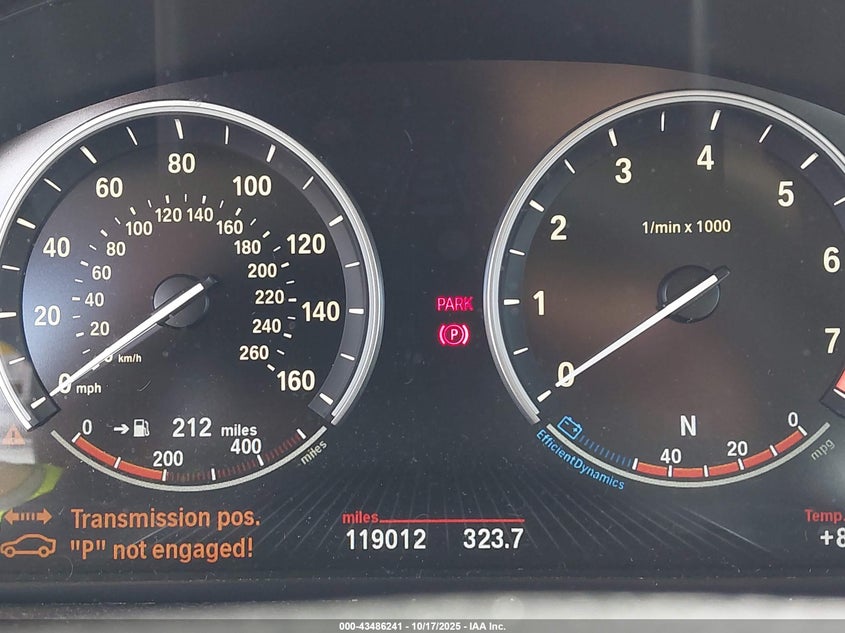 0 20 40 60 80 100 120 140 160
mph
20 40 60 80 100 120 140 160 180 200 220 240 260
km/h
0 1 2 3 4 5 6 7
1/min x 1000
PARK
P
212 miles
0 200 400
miles
N
40 20 0
mpg
EfficientDynamics
Transmission pos.
"P" not engaged!
miles
119012 323.7
Temp.
+8
000-43486241 - 10/17/2025 - IAA Inc.